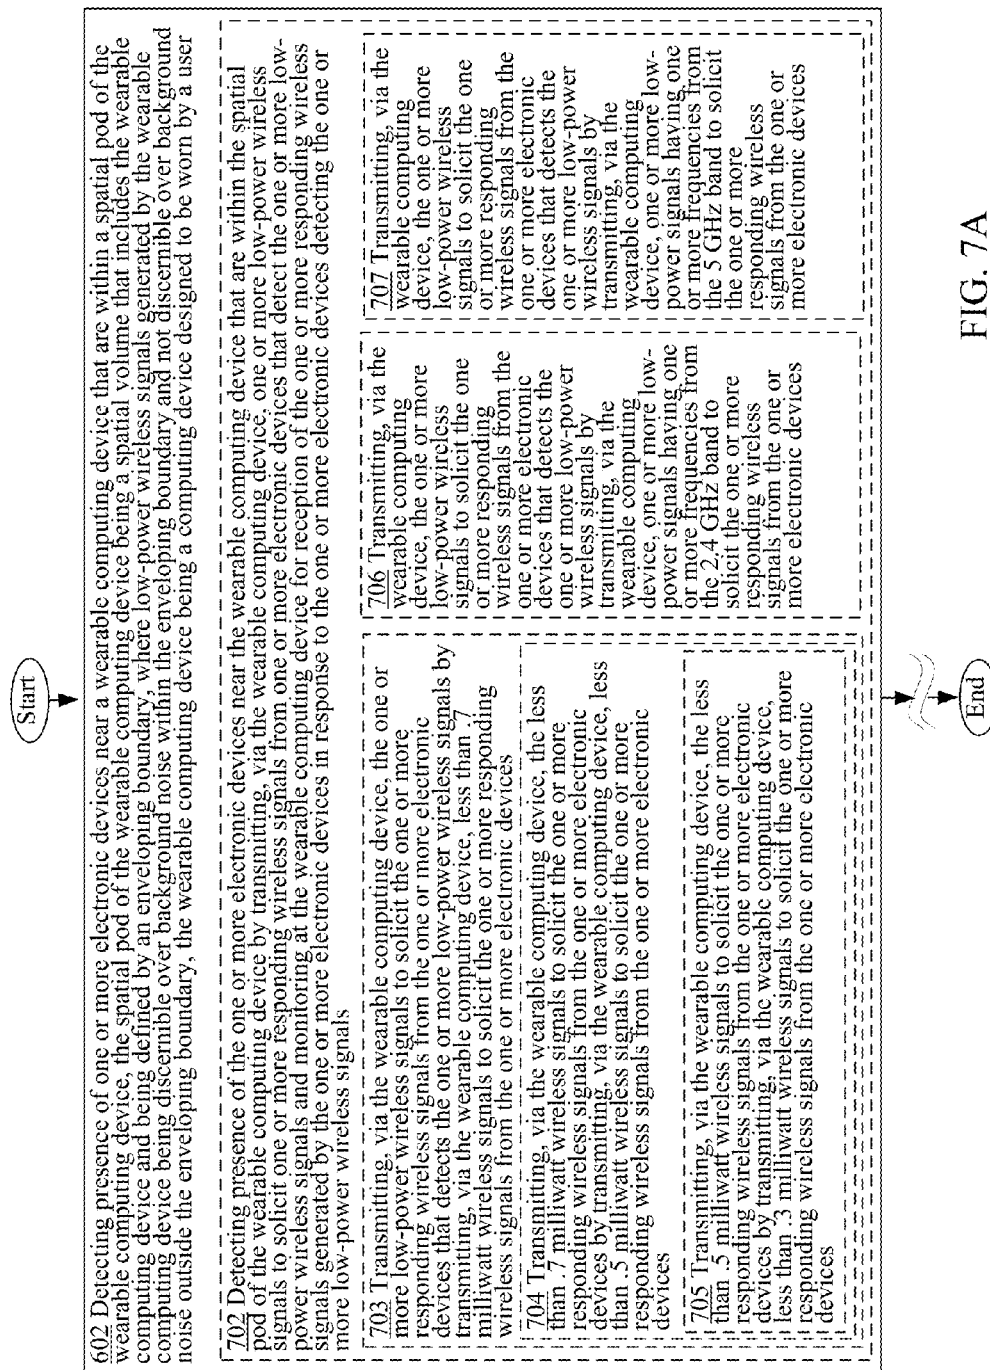 Start
602 Detecting presence of one or more electronic devices near a wearable computing device that are within a spatial pod of the
wearable computing device, the spatial pod of the wearable computing device being a spatial volume that includes the wearable
computing device and being defined by an enveloping boundary, where low-power wireless signals generated by the wearable
computing device being discernible over background noise within the enveloping boundary and not discernible over background
noise outside the enveloping boundary, the wearable computing device being a computing device designed to be worn by a user
702 Detecting presence of the one or more electronic devices near the wearable computing device that are within the spatial
pod of the wearable computing device by transmitting, via the wearable computing device, one or more low-power wireless
signals to solicit one or more responding wireless signals from one or more electronic devices that detect the one or more low-
power wireless signals and monitoring at the wearable computing device for reception of the one or more responding wireless
signals generated by the one or more electronic devices in response to the one or more electronic devices detecting the one or
more low-power wireless signals
703 Transmitting, via the wearable computing device, the one or
more low-power wireless signals to solicit the one or more
responding wireless signals from the one or more electronic
devices that detects the one or more low-power wireless signals by
transmitting, via the wearable computing device, less than .7
milliwatt wireless signals to solicit the one or more responding
wireless signals from the one or more electronic devices
704 Transmitting, via the wearable computing device, the less
than .7 milliwatt wireless signals to solicit the one or more
responding wireless signals from the one or more electronic
devices by transmitting, via the wearable computing device, less
than .5 milliwatt wireless signals to solicit the one or more
responding wireless signals from the one or more electronic
devices
705 Transmitting, via the wearable computing device, the less
than .5 milliwatt wireless signals to solicit the one or more
responding wireless signals from the one or more electronic
devices by transmitting, via the wearable computing device,
less than .3 milliwatt wireless signals to solicit the one or more
responding wireless signals from the one or more electronic
devices
706 Transmitting, via the
wearable computing
device, the one or more
low-power wireless
signals to solicit the one
or more responding
wireless signals from the
one or more electronic
devices that detects the
one or more low-power
wireless signals by
transmitting, via the
wearable computing
device, one or more low-
power signals having one
or more frequencies from
the 2.4 GHz band to
solicit the one or more
responding wireless
signals from the one or
more electronic devices
707 Transmitting, via the
wearable computing
device, the one or more
low-power wireless
signals to solicit the one
or more responding
wireless signals from the
one or more electronic
devices that detects the
one or more low-power
wireless signals by
transmitting, via the
wearable computing
device, one or more low-
power signals having one
or more frequencies from
the 5 GHz band to solicit
the one or more
responding wireless
signals from the one or
more electronic devices
End
FIG. 7A